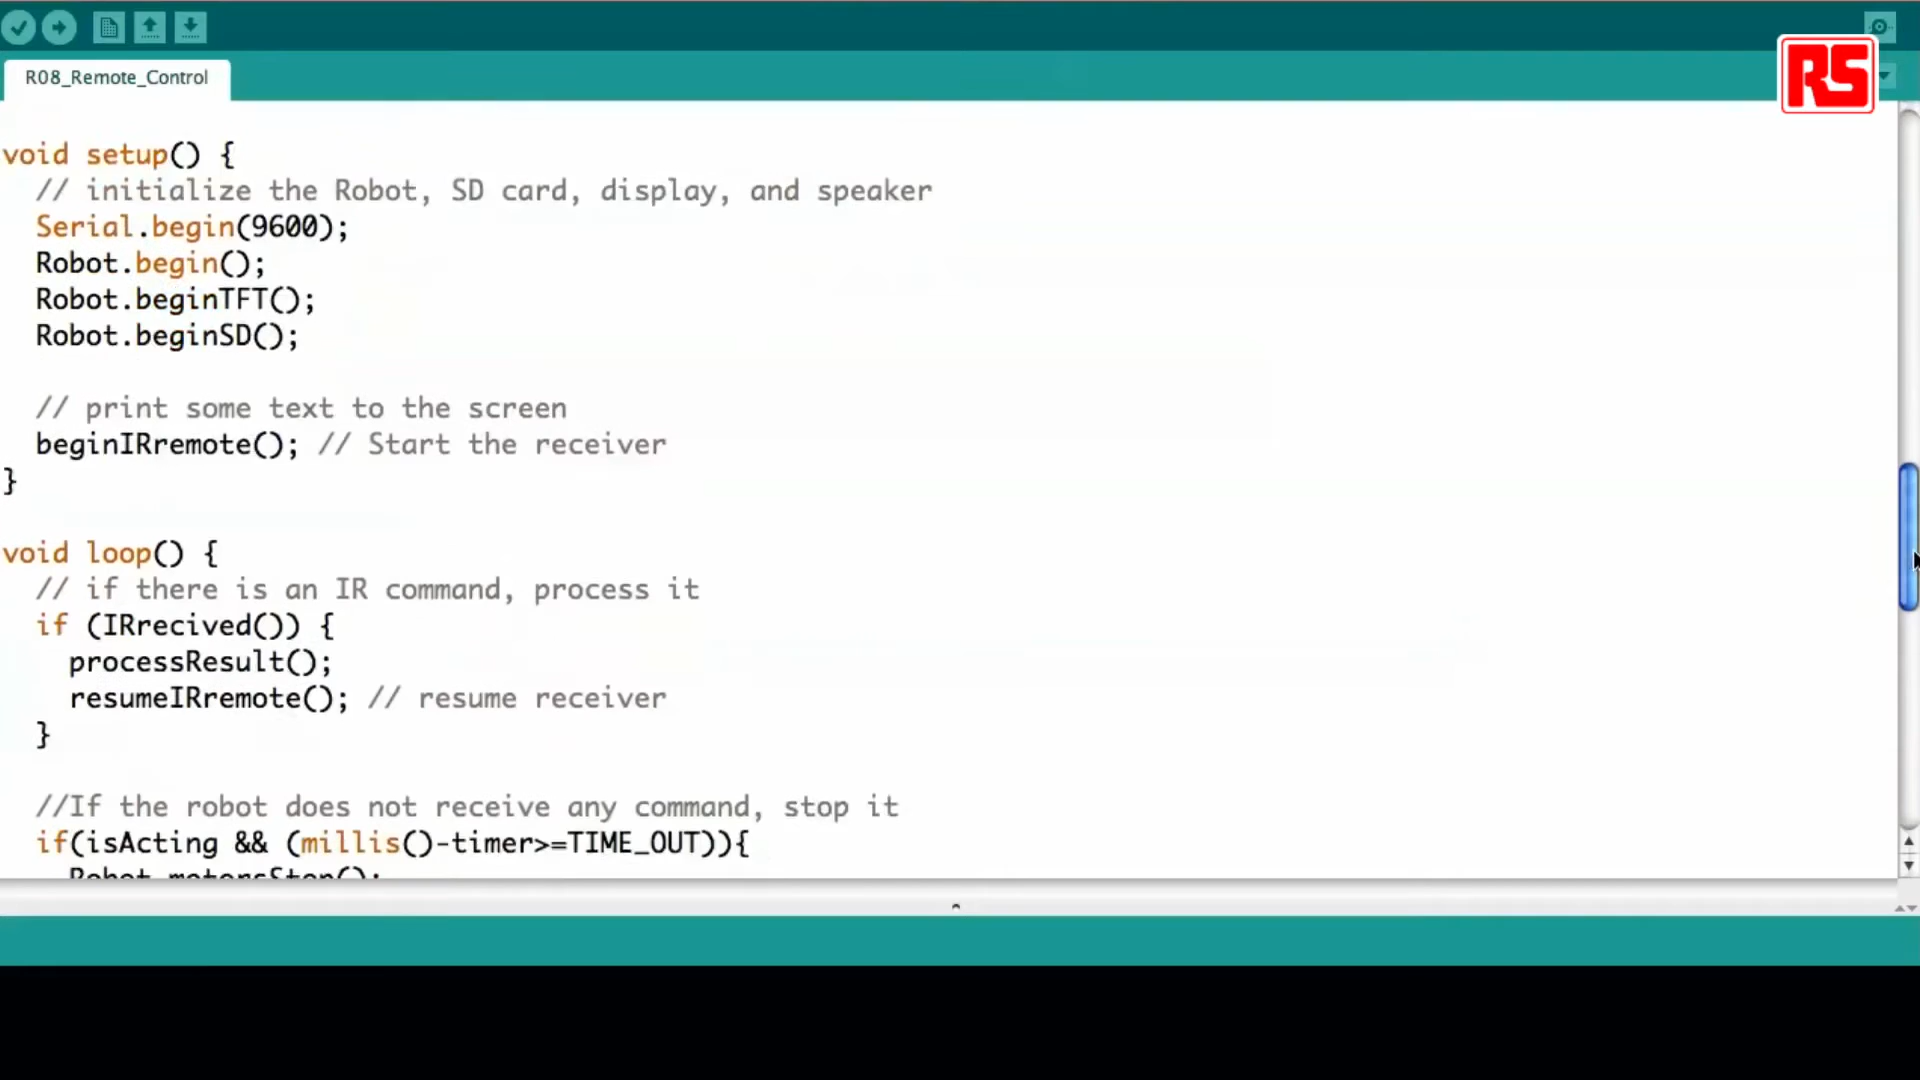 RS
R08_Remote_Control
void setup() {
// initialize the Robot, SD card, display, and speaker
Serial.begin(9600);
Robot.begin();
Robot.beginTFT();
Robot.beginSD();
// print some text to the screen
beginIRremote(); // Start the receiver
}
void loop() {
// if there is an IR command, process it
if (IRrecived()) {
processResult();
resumeIRremote(); // resume receiver
}
//If the robot does not receive any command, stop it
if(isActing && (millis()-timer>=TIME_OUT)){
Robot.motorsStop();